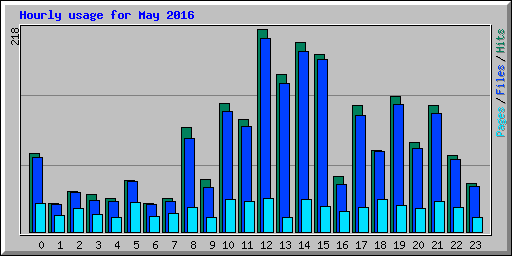 Hourly usage for May 2016
218
Pages/Files/Hits
0 1 2 3 4 5 6 7 8 9 10 11 12 13 14 15 16 17 18 19 20 21 22 23